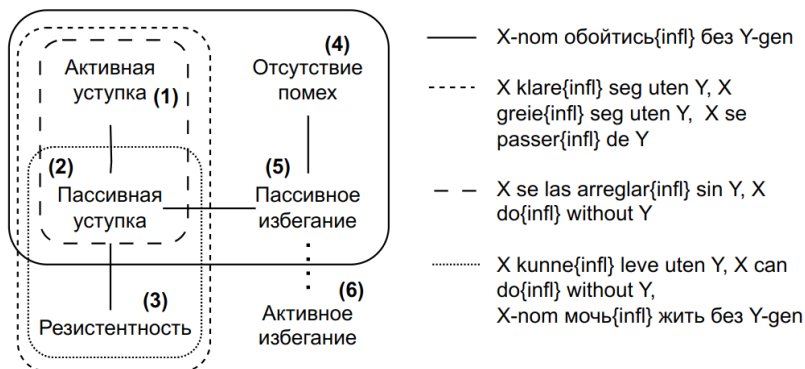 Активная
уступка (1)
(4)
Отсутствие
помех
(2)
Пассивная
уступка
(5)
Пассивное
избегание
(3)
Резистентность
(6)
Активное
избегание
X-nom обойтись{infl} без Y-gen
X klare{infl} seg uten Y, X
greie{infl} seg uten Y, X se
passer{infl} de Y
X se las arreglar{infl} sin Y, X
do{infl} without Y
X kunne{infl} leve uten Y, X can
do{infl} without Y,
X-nom мочь{infl} жить без Y-gen